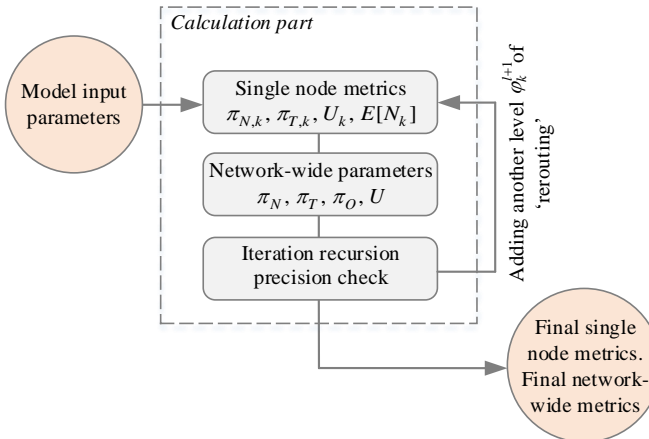 Calculation part
Model input
parameters
Single node metrics
π_{N,k}, π_{T,k}, U_k, E[N_k]
Network-wide parameters
π_N, π_T, π_O, U
Iteration recursion
precision check
Adding another level φ_k^{l+1} of
‘rerouting’
Final single
node metrics.
Final network-
wide metrics